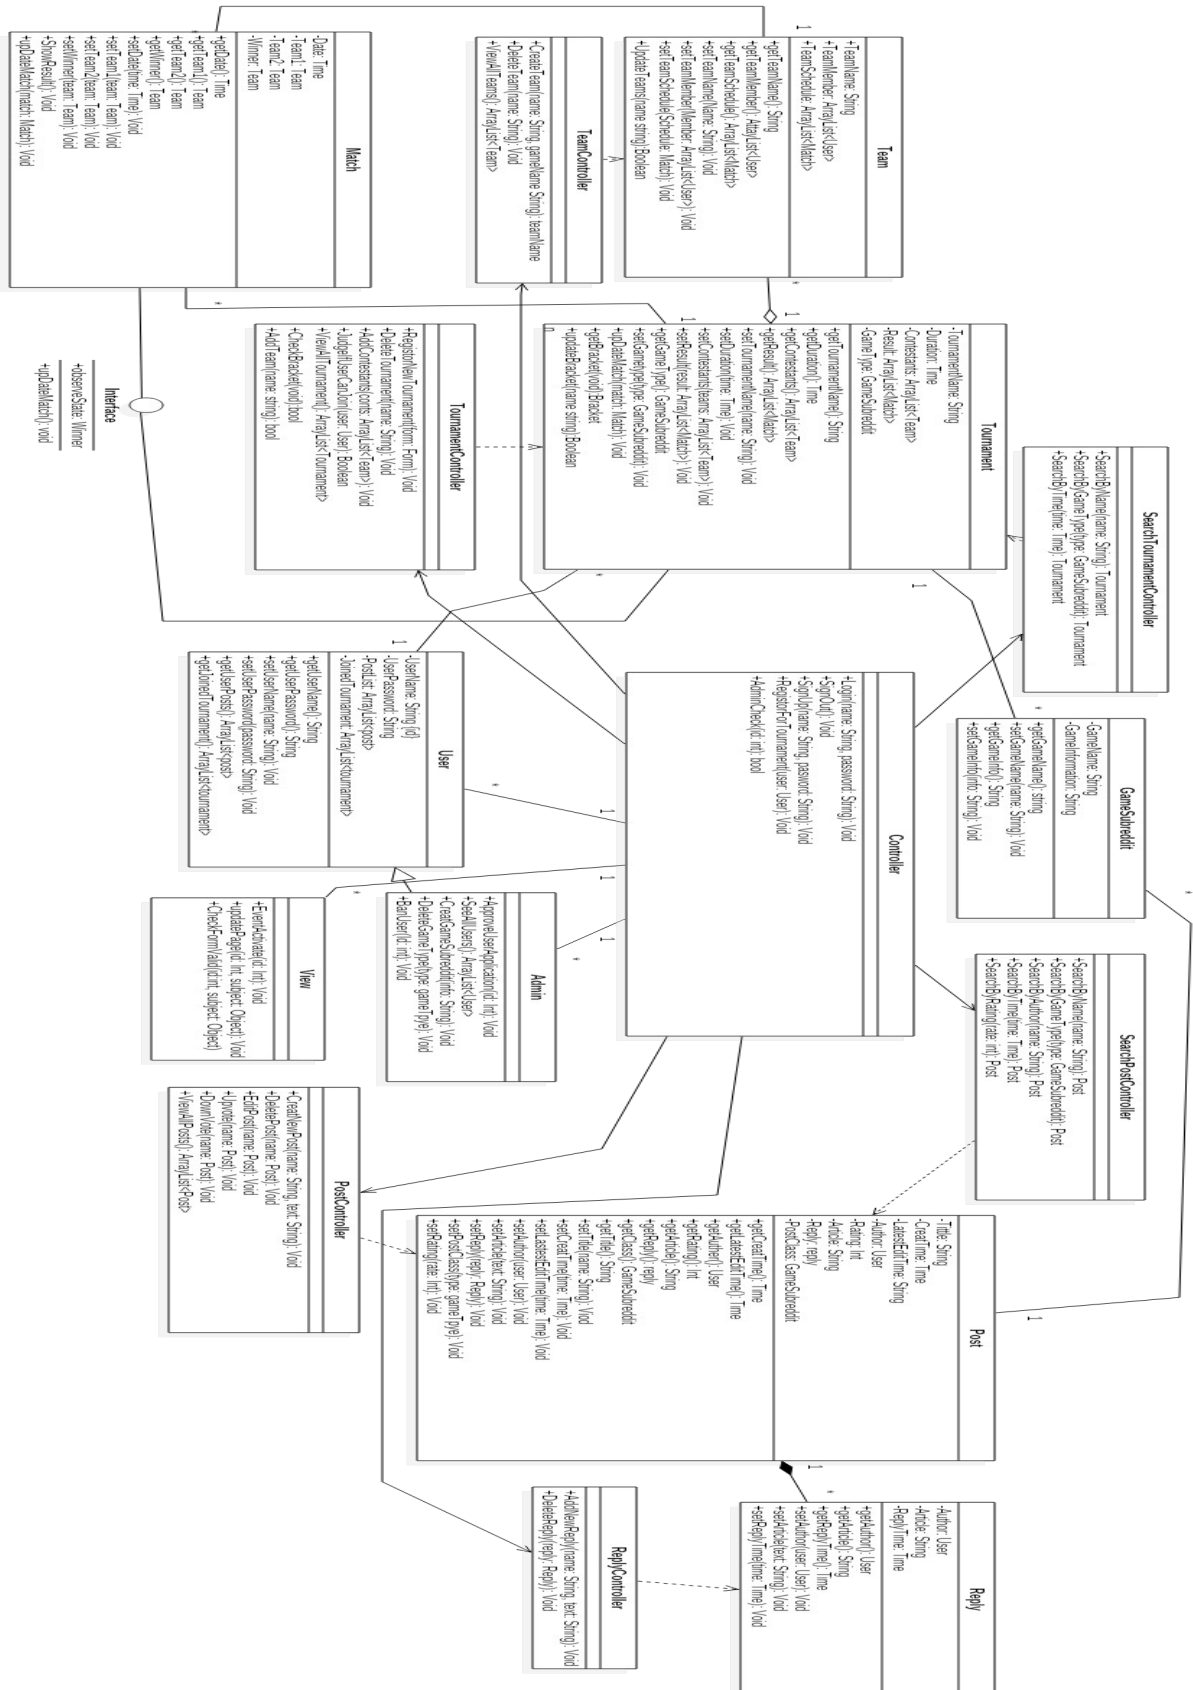 Team
+TeamName: String
+TeamMember: ArrayList<User>
+TeamSchedule: ArrayList<Match>
+getTeamName(): String
+getTeamMember(): AttayList<User>
+getTeamSchedule(): ArrayList<Match>
+setTeamName(Name: String): Void
+setTeamMember(Member: ArrayList<User>): Void
+setTeamSchedule(Schedule: Match): Void
+UpdateTeams(name string):Boolean
TeamController
+CreateTeam(name: String, gameName String): teamName
+DeleteTeam(name: String): Void
+ViewAllTeams(): ArrayList<Team>
Match
-Date: Time
-Team1: Team
-Team2: Team
-Winner: Team
+getDate(): Time
+getTeam1(): Team
+getTeam2(): Team
+getWinner(): Team
+setDate(time: Time): Void
+setTeam1(team: Team): Void
+setTeam2(team: Team): Void
+setWinner(team: Team): Void
+ShowResult(): Void
+upDateMatch(match: Match): Void
1
*
1
*
1
Tournament
-TournamentName: String
-Duration: Time
-Contestants: ArrayList<Team>
-Result: ArrayList<Match>
-GameType: GameSubreddit
+getTournamentName(): String
+getDuration(): Time
+getContestants(): ArrayList<Team>
+getResult(): ArrayList<Match>
+setTournamentName(name: String): Void
+setDuration(time: Time): Void
+setContestants(teams: ArrayList<Team>): Void
+setResult(result: ArrayList<Match>): Void
+getGameType(): GameSubreddit
+setGametype(type: GameSubreddit): Void
+upDateMatch(match: Match): Void
+getBracket(void):Bracket
+updateBracket(name string):Boolean
n
TournamentController
+RegistorNewTournament(form: Form): Void
+DeleteTournament(name: String): Void
+AddContestants(conts: ArrayList<Team>): Void
+JudgeIfUserCanJoin(user: User): Boolean
+ViewAllTournament(): ArrayList<Tournament>
+CheckBracket(void):bool
+AddTeam(name: string): bool
Interface
+observeState: Winner
+upDateMatch(): void
SearchTournamentController
+SearchByName(name: String): Tournament
+SearchByGameType(type: GameSubreddit): Tournament
+SearchByTime(time: Time): Tournament
1
*
*
1
Controller
+Login(name: String, password: String): Void
+SignOut(): Void
+SignUp(name: String, pasword: String): Void
+RegistorForTournament(user: User): Void
+AdminCheck(id: int): bool
User
-UserName: String {id}
-UserPassword: String
-PostList: ArrayList<post>
-JoinedTournament: ArrayList<tournament>
+getUserName(): String
+getUserPassword(): String
+setUserName(name: String): Void
+setUserPassword(password: String): Void
+getUserPosts(): ArrayList<post>
+getJoinedTournament(): ArrayList<tournament>
GameSubreddit
-GameName: String
-GameInformation: String
+getGameName(): string
+setGameName(name: String): Void
+getGameInfo(): String
+setGameInfo(info: String): Void
*
1
*
1
*
1
*
Admin
+ApproveUserApplication(id: Int): Void
+SeeAllUsers(): ArrayList<User>
+CreatGameSubreddit(info: String): Void
+DeleteGameType(type: gameTpye): Void
+BanUser(Id: int): Void
View
+EventActivate(id: Int): Void
+updatePage(id: Int, subject: Object): Void
+CheckFormValid(id:int, subject: Object)
SearchPostController
+SearchByName(name: String): Post
+SearchByGameType(type: GameSubreddit): Post
+SearchByAuthor(name: String): Post
+SearchByTime(time: Time): Post
+SearchByRating(rate: int): Post
PostController
+CreatNewPost(name: String, text: String): Void
+DeletePost(name: Post): Void
+EditPost(name: Post): Void
+Upvote(name: Post): Void
+DownVote(name: Post): Void
+ViewAllPosts(): ArrayList<Post>
1
Post
-Tittle: String
-CreatTime: Time
-LatestEditTime: String
-Author: User
-Rating: Int
-Article: String
-Reply: reply
-PostClass: GameSubreddit
+getCreatTime(): Time
+getLatestEditTime(): Time
+getAuther(): User
+getRating(): Int
+getArticle(): String
+getReply(): reply
+getClass(): GameSubreddit
+getTitle(): String
+setTitle(name: String): Viod
+setCreatTime(time: Time): Void
+setLastestEditTime(time: Time): Void
+setAuthor(user: User): Void
+setArticle(text: String): Void
+setReply(reply: Reply): Void
+setPostClass(type: gameTpye): Void
+setRating(rate: Int): Void
1
*
Reply
-Author: User
-Article: String
-ReplyTime: Time
+getAuthor(): User
+getArticle(): String
+getReplyTime(): Time
+setAuthor(user: User): Void
+setArticle(text: String): Void
+setReplyTime(time: Time): Void
ReplyController
+AddNewReply(name: String, text: String): Void
+DeleteReply(reply: Reply): Void